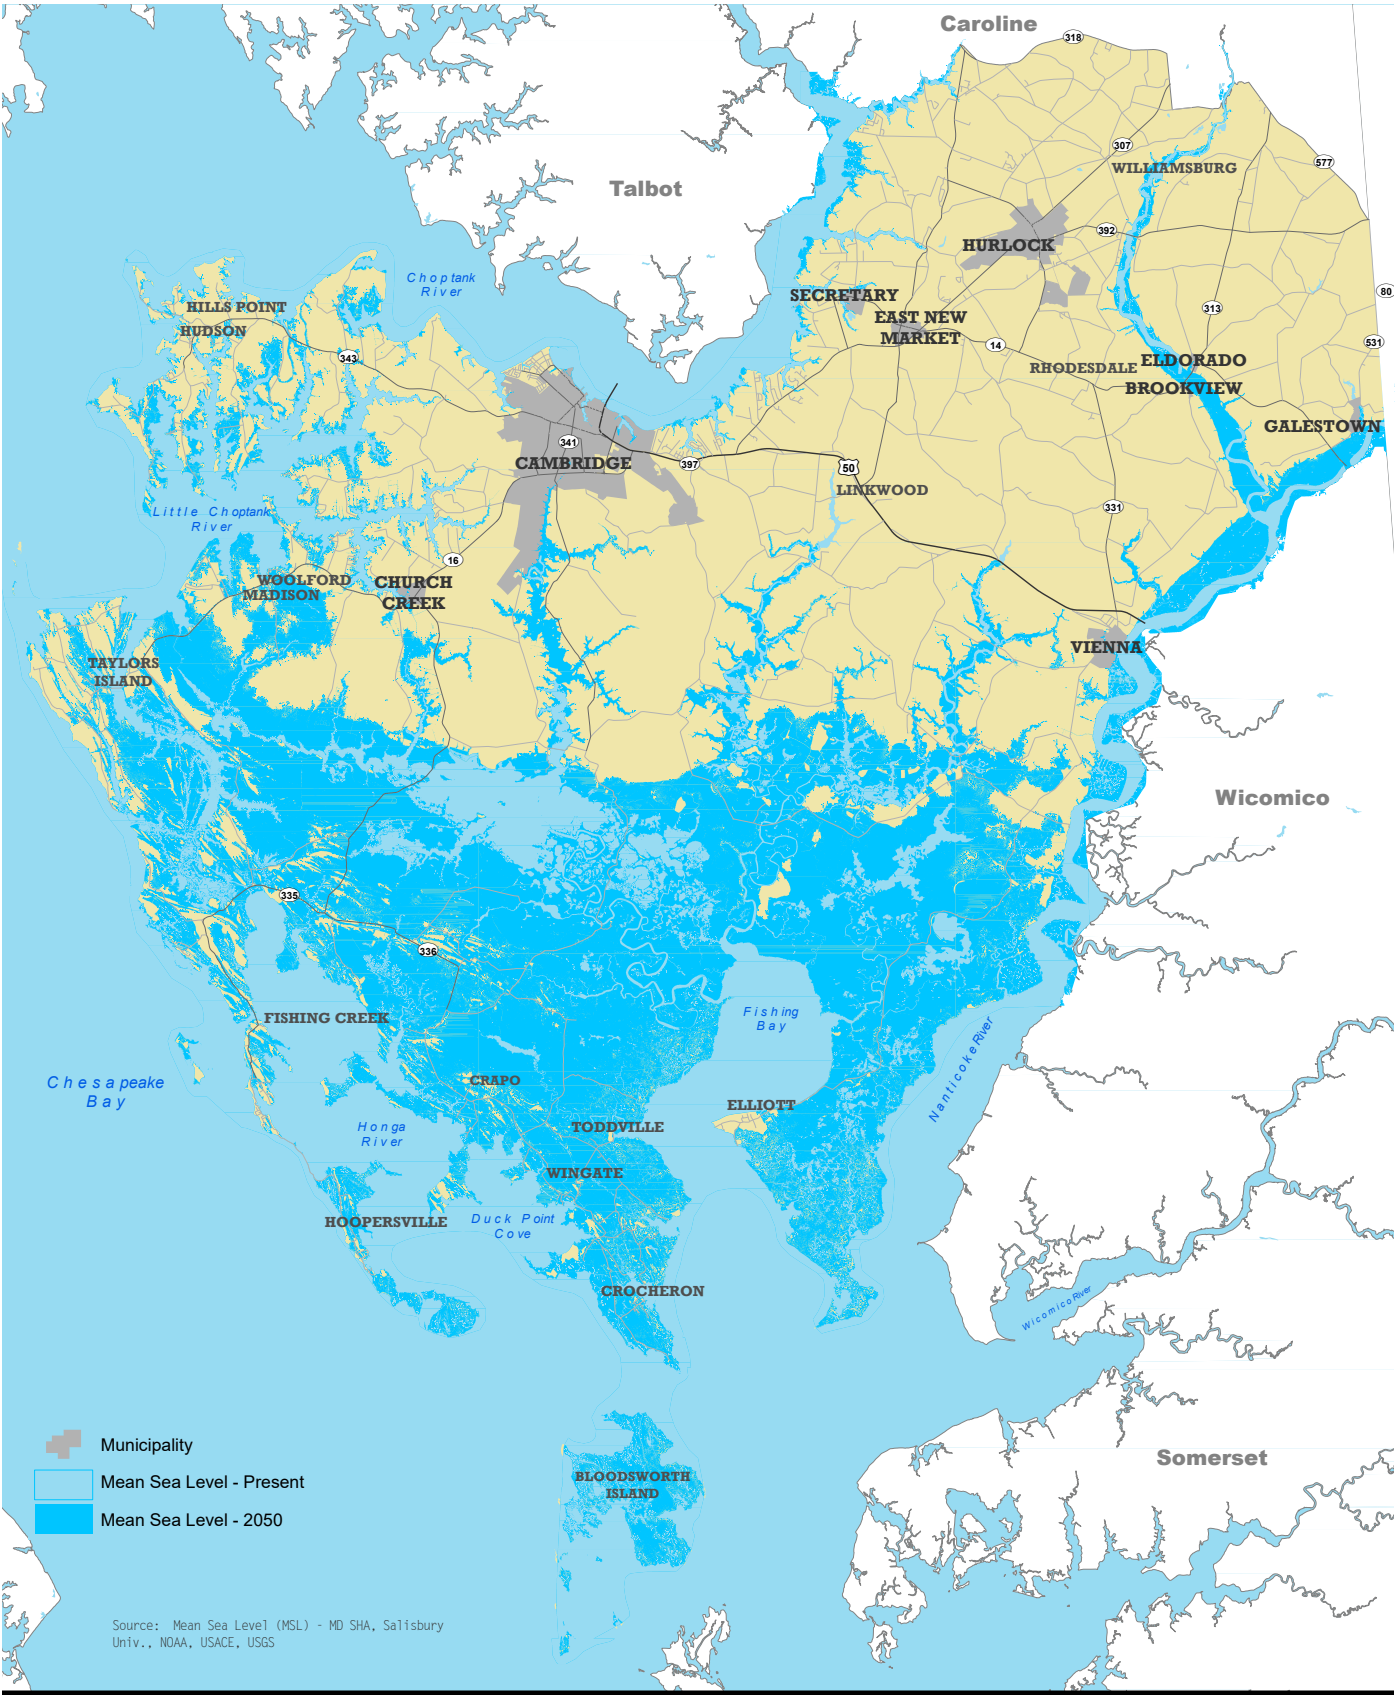 Caroline
318
307
WILLIAMSBURG
577
Talbot
HURLOCK
392
Choptank
River
SECRETARY
80
HILLS POINT
313
EAST NEW
MARKET
HUDSON
14
531
343
RHODESDALE
ELDORADO
BROOKVIEW
GALESTOWN
341
CAMBRIDGE
397
50
LINKWOOD
Little Choptank
River
331
16
WOOLFORD
MADISON
CHURCH
CREEK
VIENNA
TAYLORS
ISLAND
Wicomico
335
336
Fishing
Bay
FISHING CREEK
Nanticoke River
Chesapeake
Bay
CRAPO
ELLIOTT
Honga
River
TODDVILLE
WINGATE
HOOPERSVILLE
Duck Point
Cove
CROCHERON
Wicomico River
Municipality
Mean Sea Level - Present
Mean Sea Level - 2050
BLOODSWORTH
ISLAND
Somerset
Source: Mean Sea Level (MSL) - MD SHA, Salisbury
Univ., NOAA, USACE, USGS